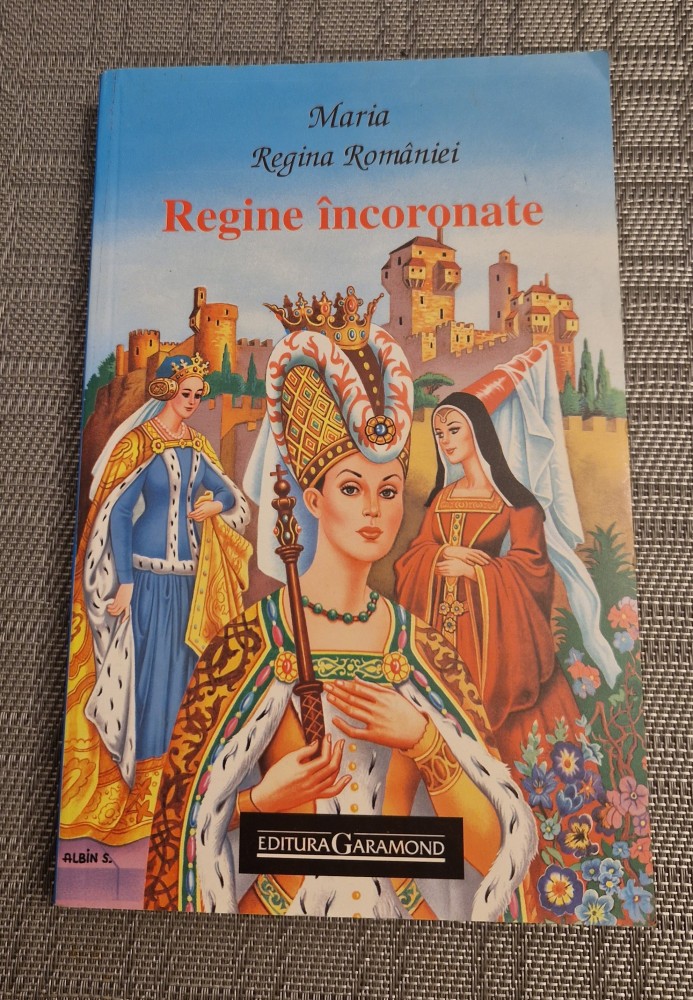 Maria
Regina României
Regine încoronate
ALBiN S.
EDITURA GARAMOND